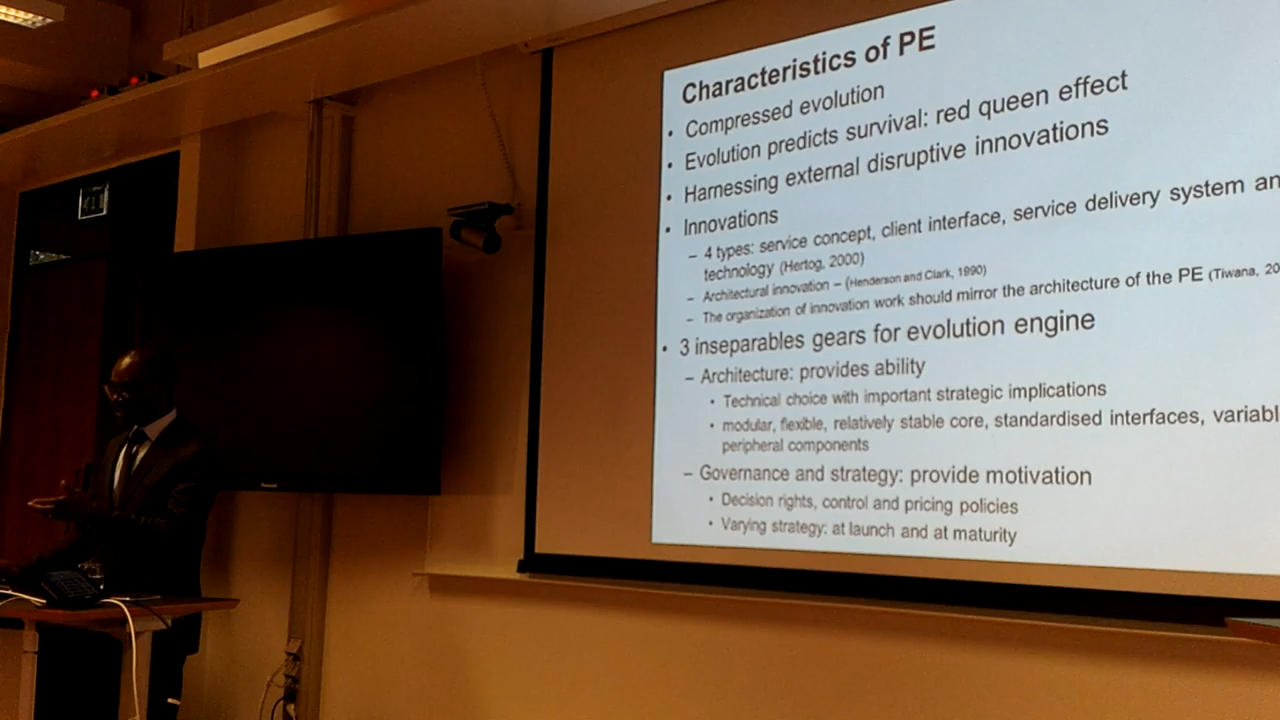 Characteristics of PE
• Compressed evolution
• Evolution predicts survival: red queen effect
• Harnessing external disruptive innovations
• Innovations
– 4 types: service concept, client interface, service delivery system an
technology (Hertog, 2000)
– Architectural innovation – (Henderson and Clark, 1990)
– The organization of innovation work should mirror the architecture of the PE (Tiwana, 20
• 3 inseparables gears for evolution engine
– Architecture: provides ability
• Technical choice with important strategic implications
• modular, flexible, relatively stable core, standardised interfaces, variabl
peripheral components
– Governance and strategy: provide motivation
• Decision rights, control and pricing policies
• Varying strategy: at launch and at maturity
Panasonic